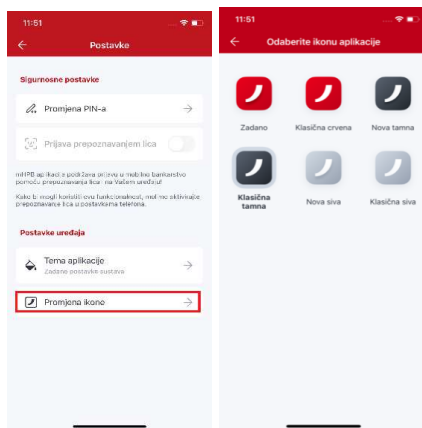 11:51
Postavke
Sigurnosne postavke
Promjena PIN-a
Prijava prepoznavanjem lica
mHPB aplikacija podržava prijavu u mobilno bankarstvo
pomoću prepoznavanja lica na Vašem uređaju!
Kako bi mogli koristiti ovu funkcionalnost, molimo aktivirajte
prepoznavanje lica u postavkama telefona.
Postavke uređaja
Tema aplikacije
Zadane postavke sustava
Promjena ikone
11:51
Odaberite ikonu aplikacije
Zadano
Klasična crvena
Nova tamna
Klasična
tamna
Nova siva
Klasična siva